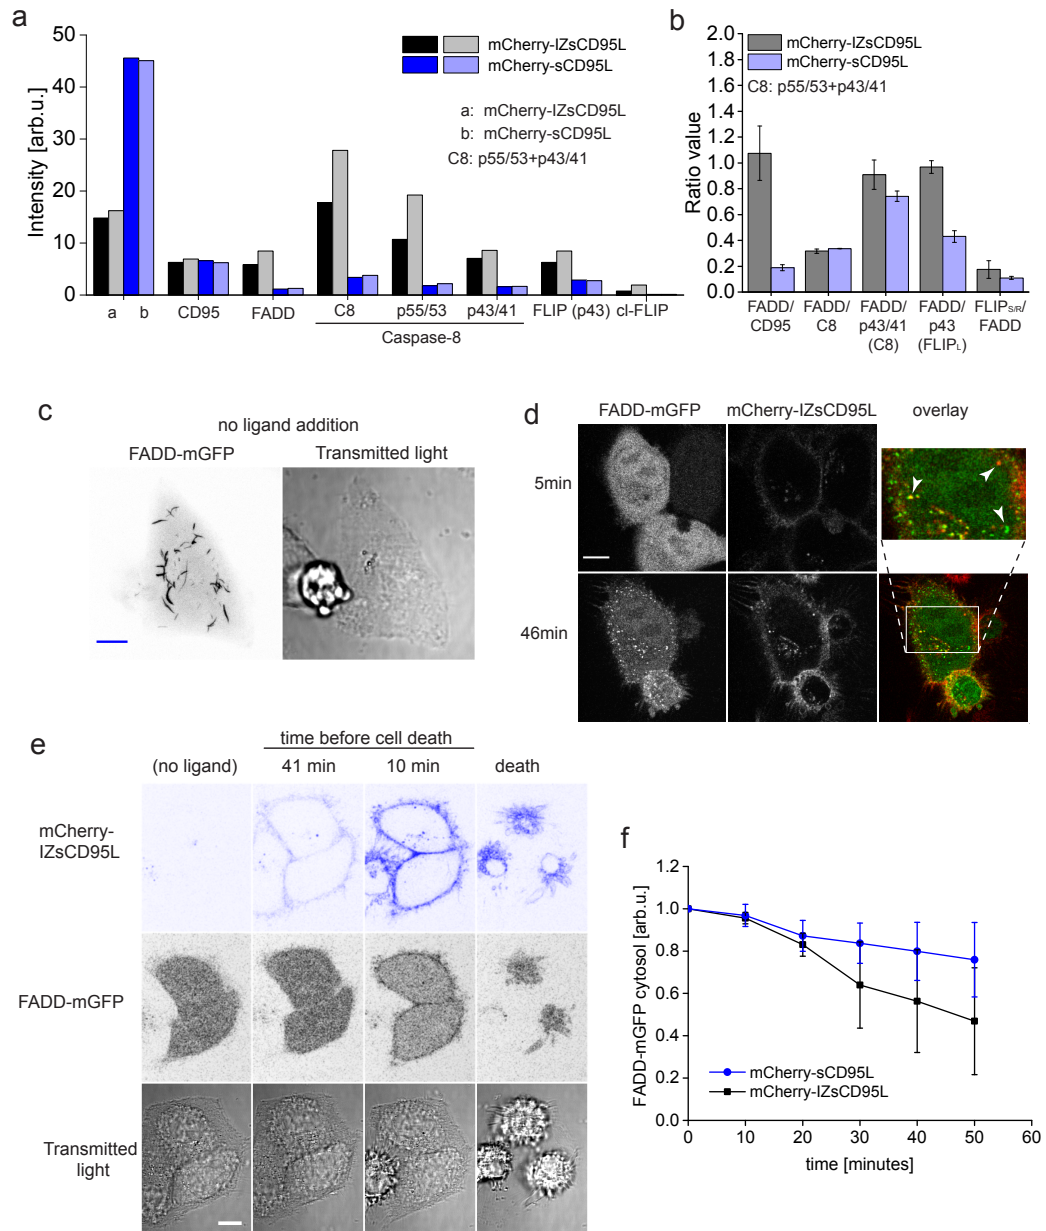 a
50
40
30
20
10
0
Intensity [arb.u.]
mCherry-IZsCD95L
mCherry-sCD95L
a: mCherry-IZsCD95L
b: mCherry-sCD95L
C8: p55/53+p43/41
a b CD95 FADD C8 p55/53 p43/41 FLIP (p43) cl-FLIP
Caspase-8
b
2.0
1.8
1.6
1.4
1.2
1.0
0.8
0.6
0.4
0.2
0.0
Ratio value
mCherry-IZsCD95L
mCherry-sCD95L
C8: p55/53+p43/41
FADD/ FADD/ FADD/ FADD/ FLIPS/R/
CD95 C8 p43/41 p43 FADD
(C8) (FLIPL)
c
no ligand addition
FADD-mGFP Transmitted light
d
FADD-mGFP mCherry-IZsCD95L overlay
5min
46min
e
time before cell death
(no ligand) 41 min 10 min death
mCherry-
IZsCD95L
FADD-mGFP
Transmitted
light
f
1.2
1.0
0.8
0.6
0.4
0.2
0.0
FADD-mGFP cytosol [arb.u.]
mCherry-sCD95L
mCherry-IZsCD95L
0 10 20 30 40 50 60
time [minutes]